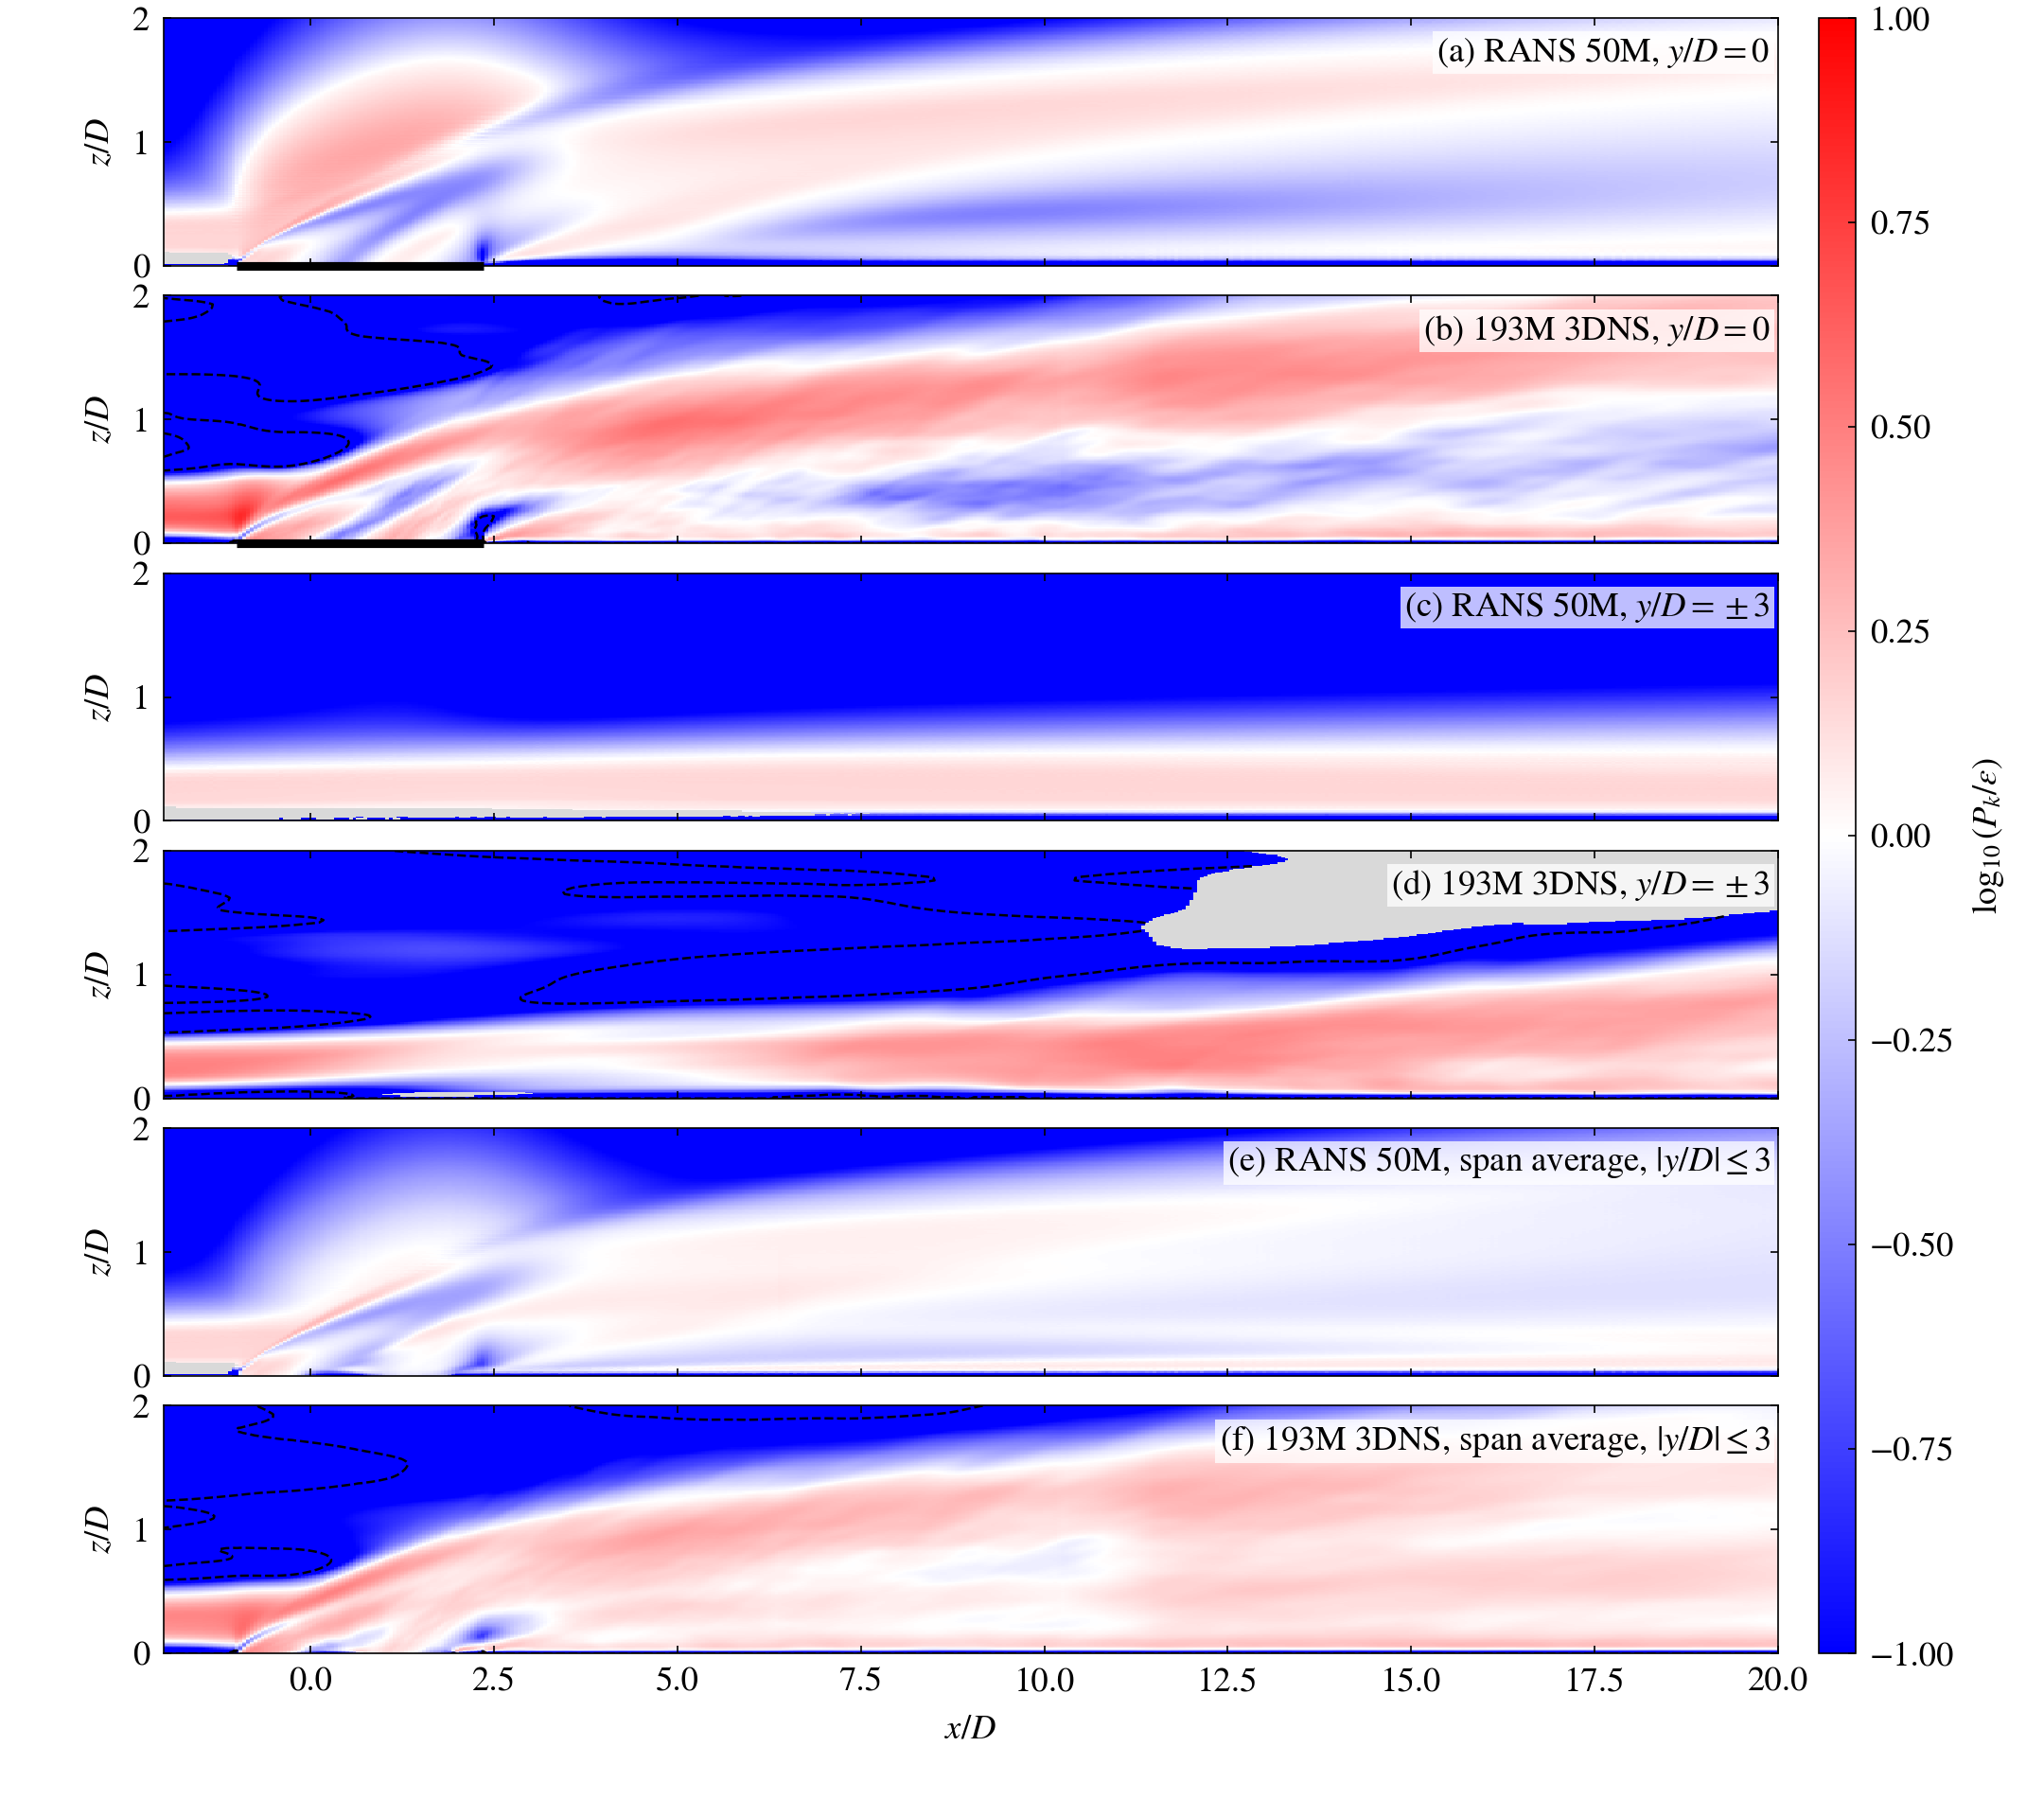 2
(a) RANS 50M, y/D = 0
z/D
1
0
2
(b) 193M 3DNS, y/D = 0
z/D
1
0
2
(c) RANS 50M, y/D = ±3
z/D
1
0
2
(d) 193M 3DNS, y/D = ±3
z/D
1
0
2
(e) RANS 50M, span average, |y/D| ≤ 3
z/D
1
0
2
(f) 193M 3DNS, span average, |y/D| ≤ 3
z/D
1
0
0.0 2.5 5.0 7.5 10.0 12.5 15.0 17.5 20.0
x/D
1.00
0.75
0.50
0.25
0.00
−0.25
−0.50
−0.75
−1.00
log₁₀ (Pₖ/ε)